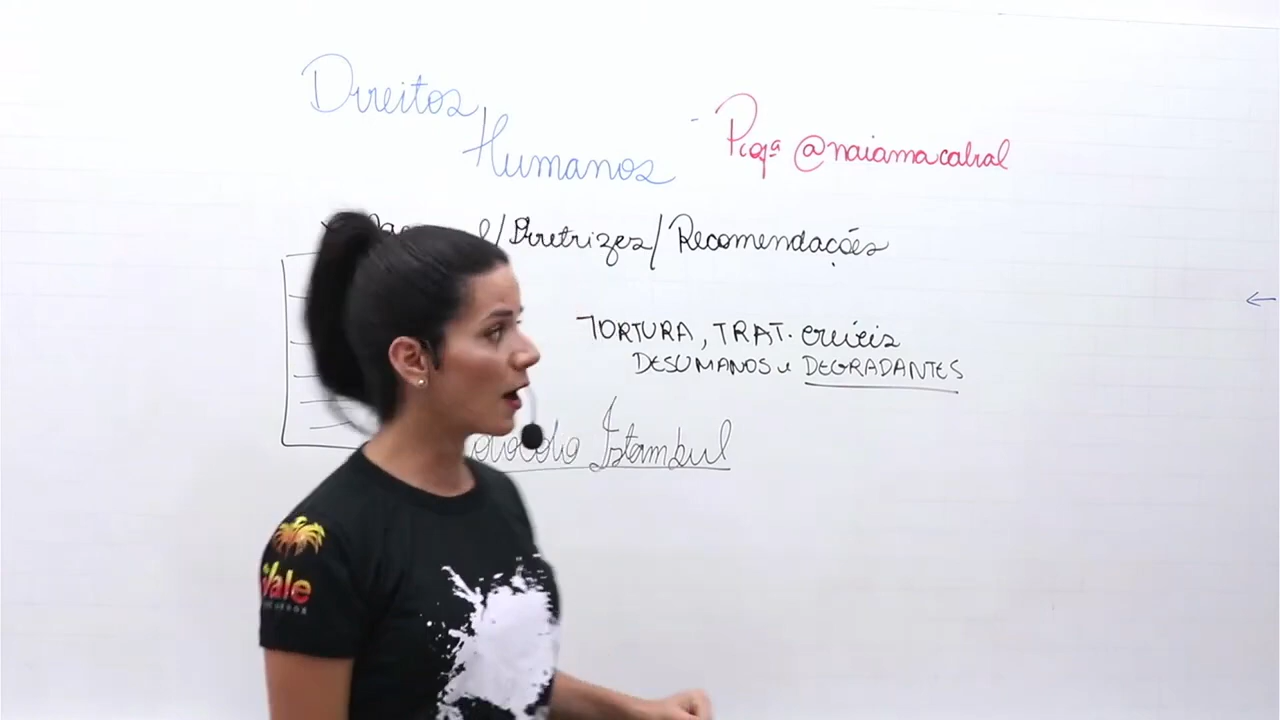 Direitos
Humanos
- Profª @naiamacabral
/Diretrizes/Recomendações
TORTURA, TRAT. cruéis
DESUMANOS e DEGRADANTES
Istambul
Vale